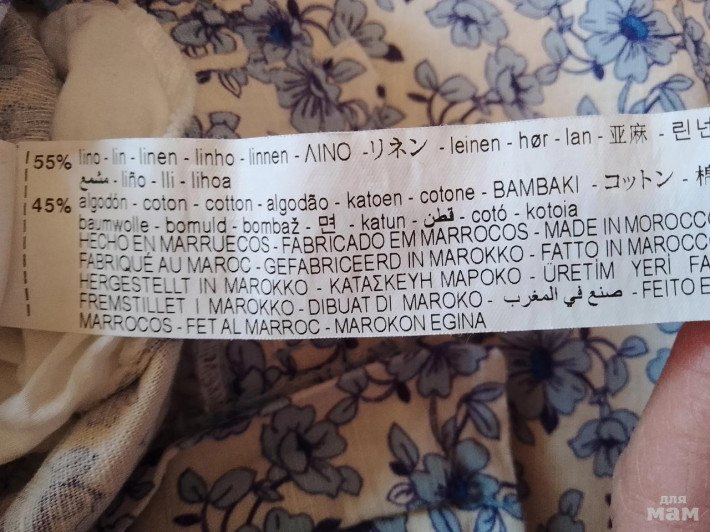 55% lino - lin - linen - linho - linnen - ΛΙΝΟ - リネン - leinen - hør - lan - 亚麻 - 린넨
مشمع - liño - lli - lihoa
45% algodón - coton - cotton - algodão - katoen - cotone - BAMBAKI - コットン - 棉
baumwolle - bomuld - bombaž - 면 - katun - قطن - cotó - kotoia
HECHO EN MARRUECOS - FABRICADO EM MARROCOS - MADE IN MOROCCO
FABRIQUÉ AU MAROC - GEFABRICEERD IN MAROKKO - FATTO IN MAROCCO
HERGESTELLT IN MAROKKO - ΚΑΤΑΣΚΕΥΗ ΜΑΡΟΚΟ - ÜRETİM YERİ FA
FREMSTILLET I MAROKKO - DIBUAT DI MAROKO - صنع في المغرب - FEITO E
MARROCOS - FET AL MARROC - MAROKON EGINA
для
мам